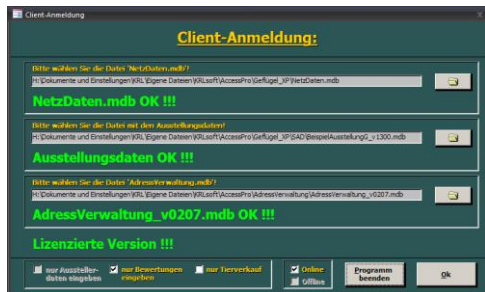 Client-Anmeldung
Client-Anmeldung:
Bitte wählen Sie die Datei 'NetzDaten.mdb'!
H:\Dokumente und Einstellungen\KRL\Eigene Dateien\KRLsoft\AccessPro\Geflügel_XP\NetzDaten.mdb
NetzDaten.mdb OK !!!
Bitte wählen Sie die Datei mit den Ausstellungsdaten!
H:\Dokumente und Einstellungen\KRL\Eigene Dateien\KRLsoft\AccessPro\Geflügel_XP\SAD\BeispielAusstellungG_v1300.mdb
Ausstellungsdaten OK !!!
Bitte wählen Sie die Datei 'AdressVerwaltung.mdb'!
H:\Dokumente und Einstellungen\KRL\Eigene Dateien\KRLsoft\AccessPro\AdressVerwaltung\AdressVerwaltung_v0207.mdb
AdressVerwaltung_v0207.mdb OK !!!
Lizenzierte Version !!!
nur Aussteller-
daten eingeben
nur Bewertungen
eingeben
nur Tierverkauf
Online
Offline
Programm
beenden
Ok